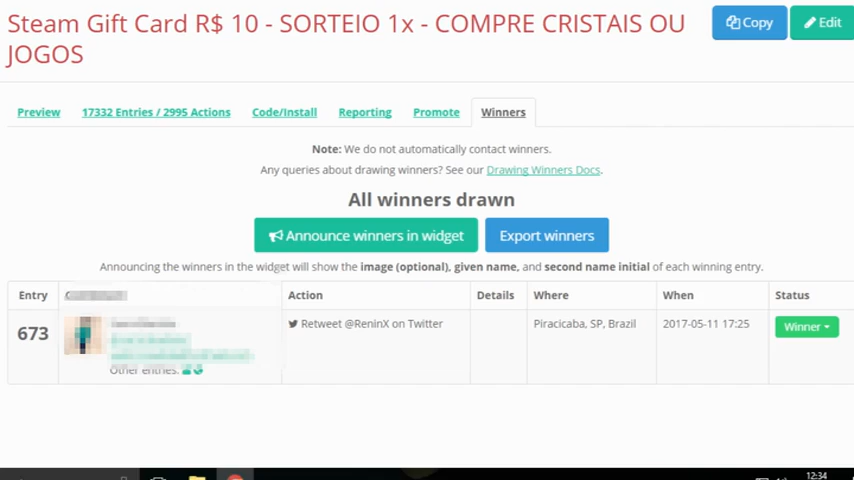 Steam Gift Card R$ 10 - SORTEIO 1x - COMPRE CRISTAIS OU
JOGOS
Copy
Edit
Preview
17332 Entries / 2995 Actions
Code/Install
Reporting
Promote
Winners
Note: We do not automatically contact winners.
Any queries about drawing winners? See our Drawing Winners Docs.
All winners drawn
Announce winners in widget
Export winners
Announcing the winners in the widget will show the image (optional), given name, and second name initial of each winning entry.
Entry
Action
Details
Where
When
Status
673
Retweet @ReninX on Twitter
Piracicaba, SP, Brazil
2017-05-11 17:25
Winner
Other entries:
12:34